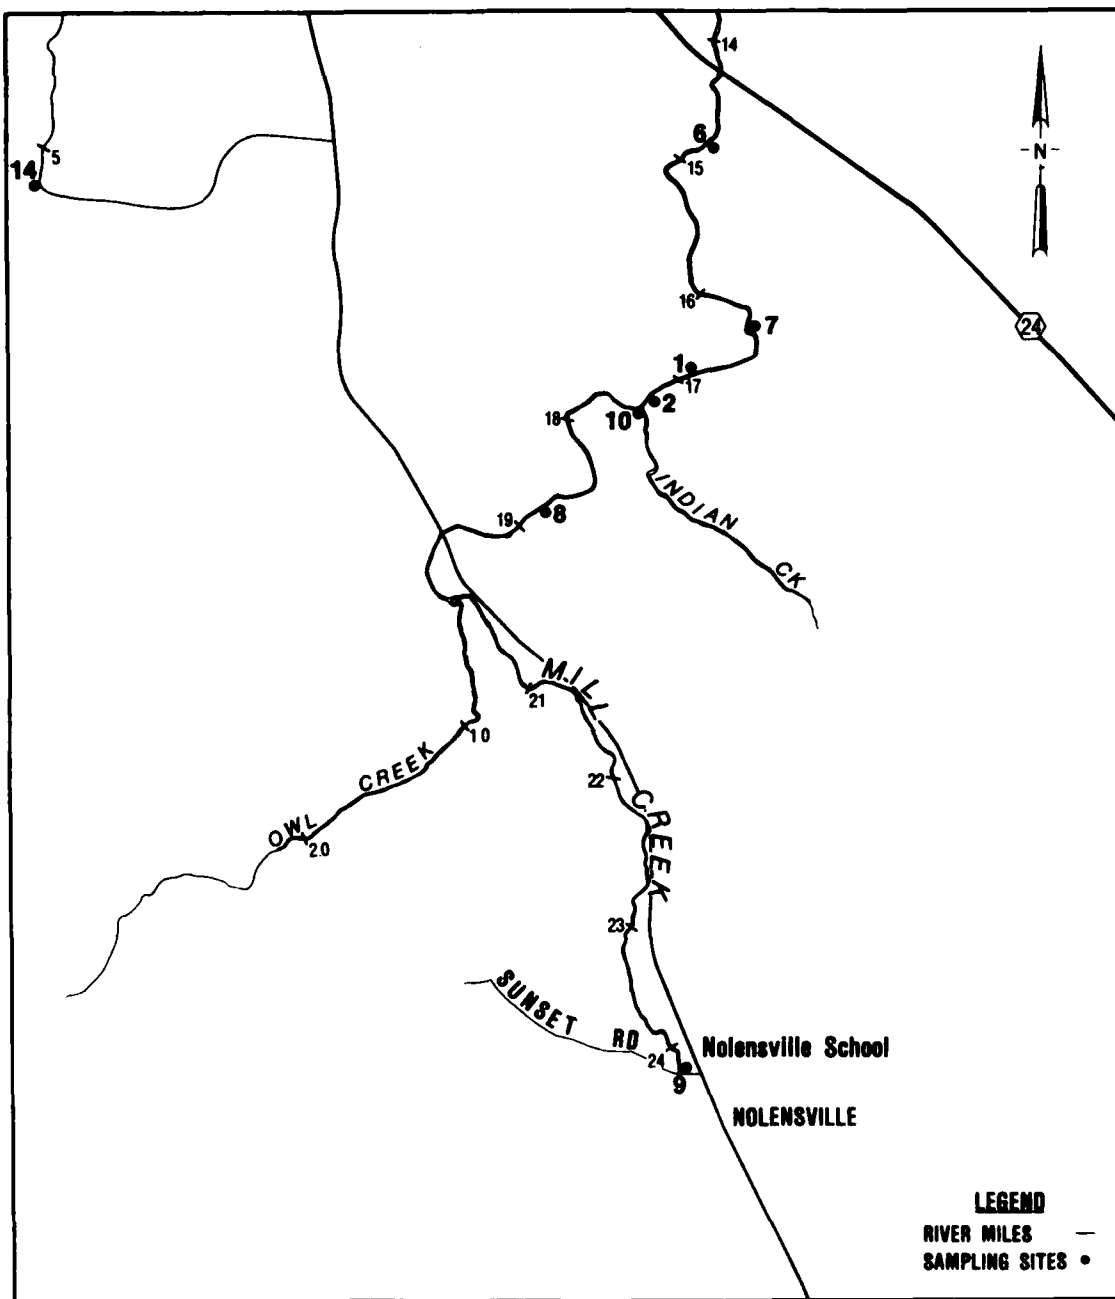 14
6
5
15
14
N
16
7
24
1
17
2
18
10
INDIAN CK
8
19
MILL CREEK
21
10
22
OWL CREEK
20
23
SUNSET RD
Nolensville School
24
9
NOLENSVILLE
LEGEND
RIVER MILES —
SAMPLING SITES •